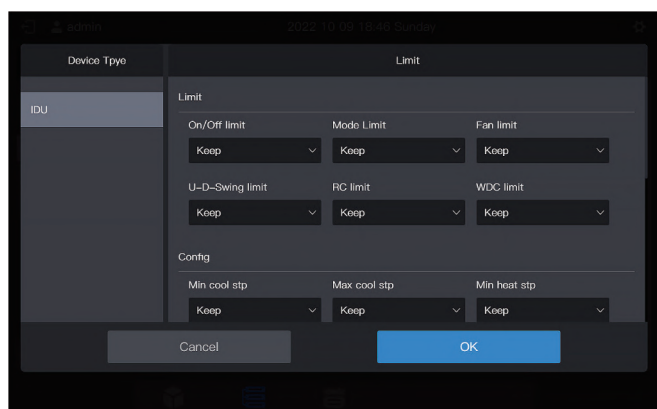 admin 2022-10-09 18:46 Sunday
Device Tpye
Limit
IDU
Limit
On/Off limit Mode Limit Fan limit
Keep Keep Keep
U-D-Swing limit RC limit WDC limit
Keep Keep Keep
Config
Min cool stp Max cool stp Min heat stp
Keep Keep Keep
Cancel OK